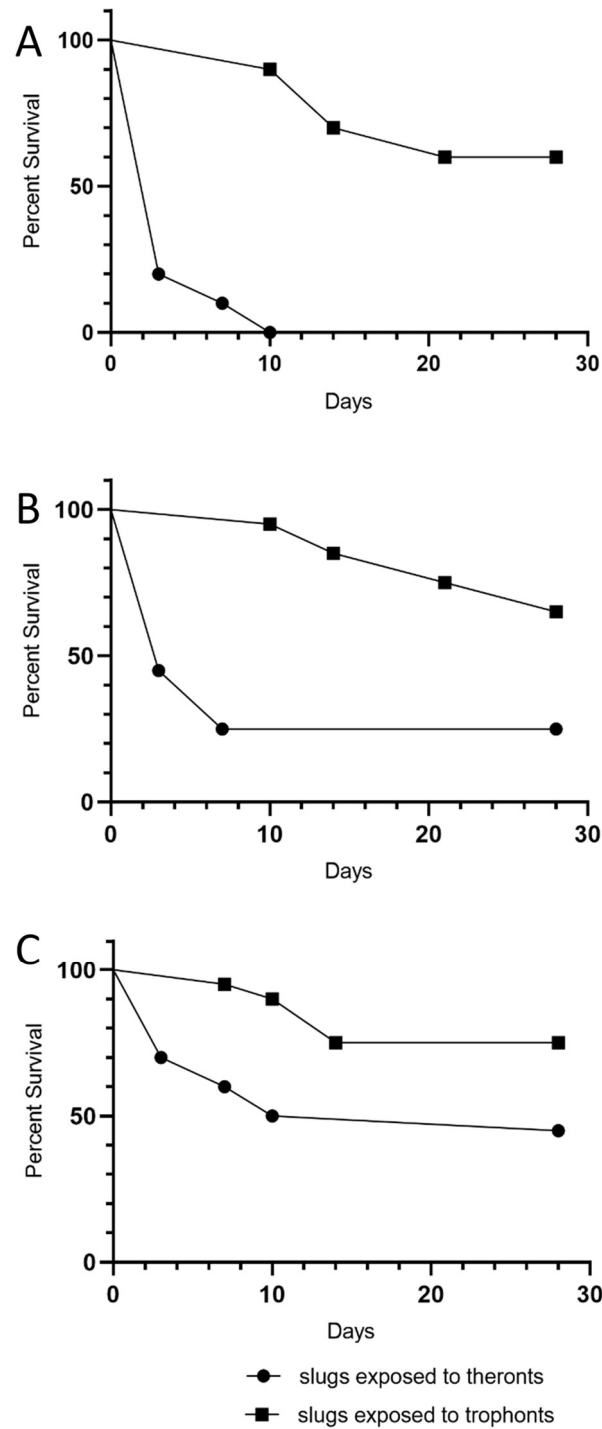 A
100
50
0
Percent Survival
0 10 20 30
Days
B
100
50
0
Percent Survival
0 10 20 30
Days
C
100
50
0
Percent Survival
0 10 20 30
Days
slugs exposed to theronts
slugs exposed to trophonts